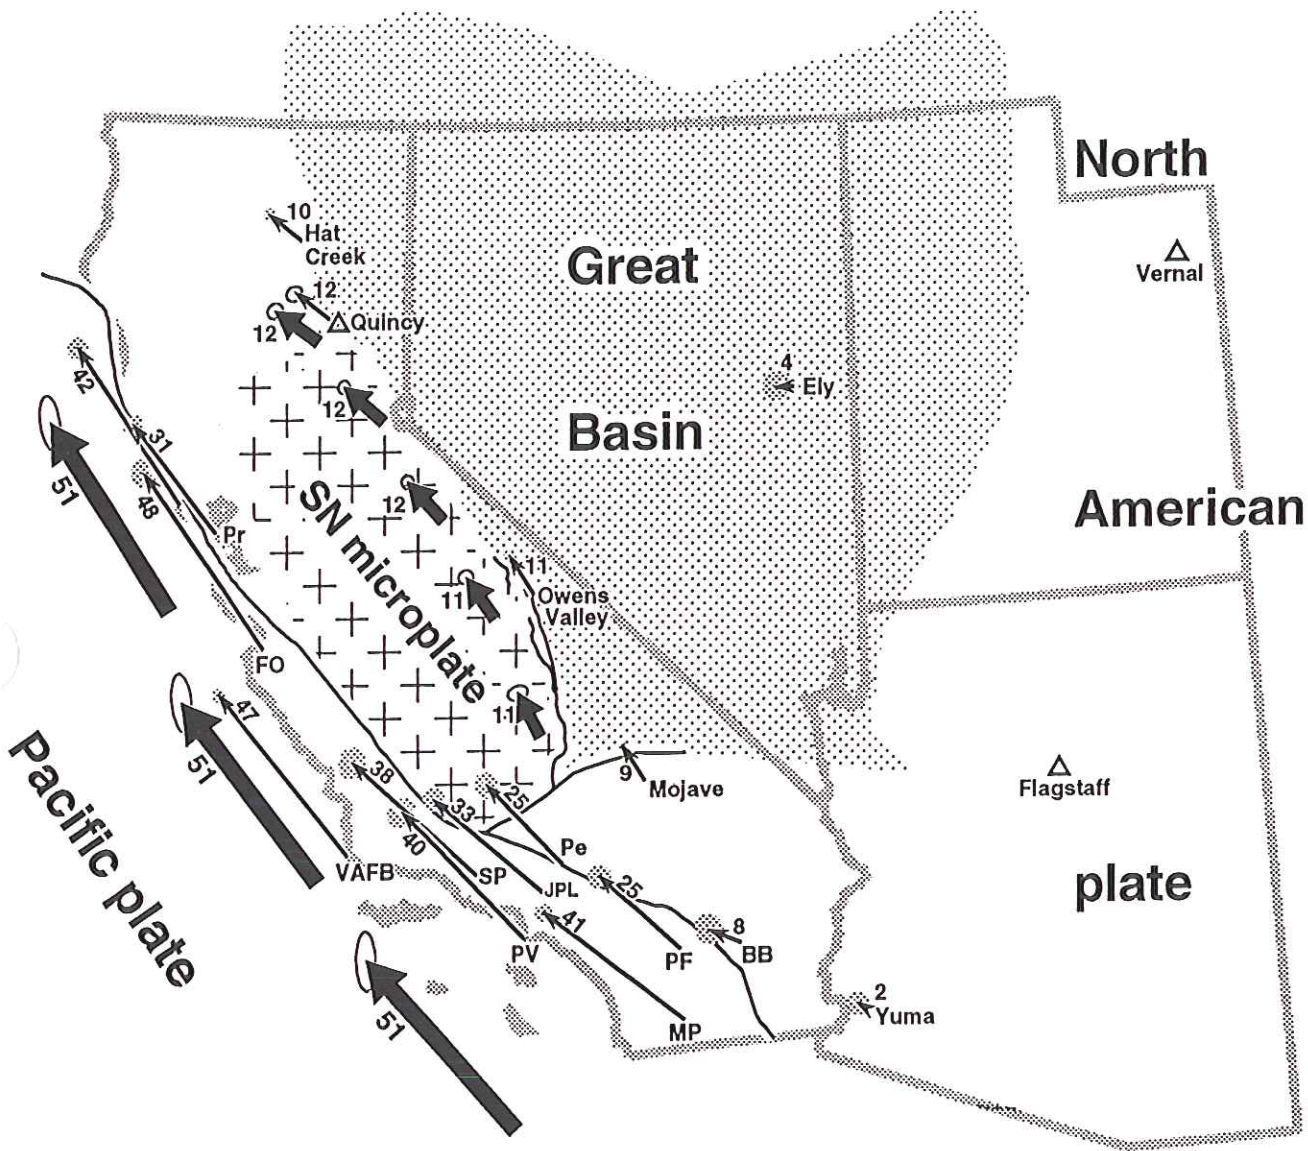 North
10
Hat
Creek
Great
Vernal
12
Quincy
12
42
4
Ely
12
31
Basin
51
48
12
SN microplate
American
Pr
11
11
Owens
Valley
FO
47
11
51
Pacific plate
38
33
25
9
Mojave
Flagstaff
40
Pe
VAFB
SP
JPL
25
plate
41
8
PV
PF
BB
51
2
Yuma
MP